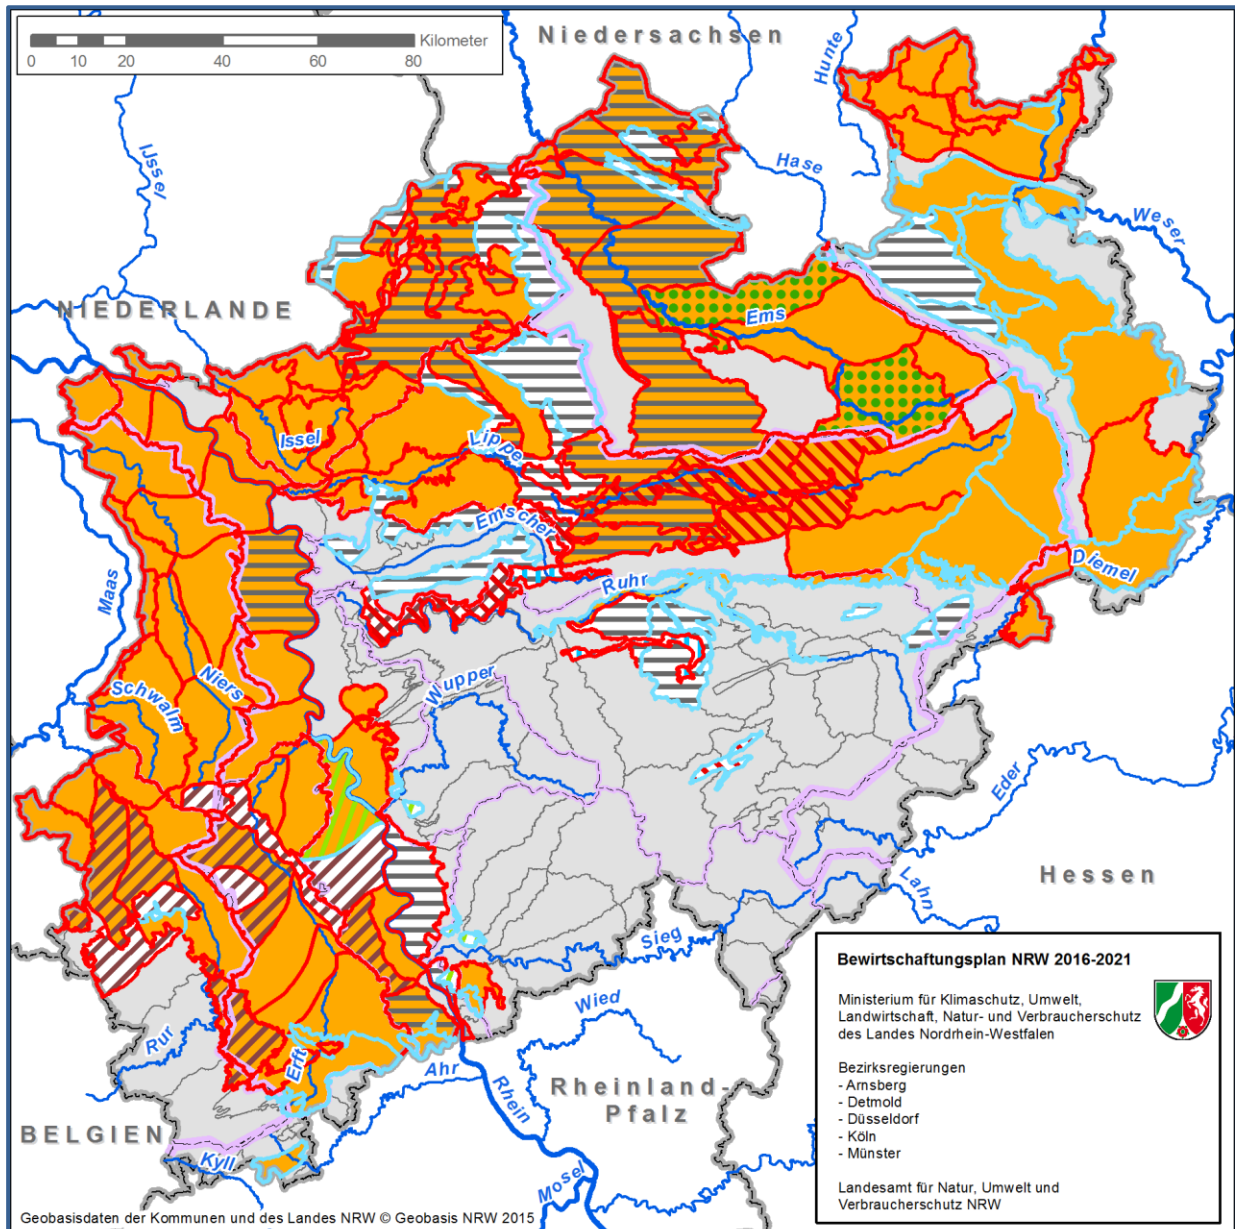 Niedersachsen
Kilometer
0 10 20 40 60 80
Hunte
IJssel
Hase
Weser
NIEDERLANDE
Ems
Issel
Lippe
Emscher
Ruhr
Diemel
Maas
Niers
Schwalm
Wupper
Eder
Hessen
Lahn
Sieg
Wied
Rur
Erft
Ahr
Rhein
Rheinland-
Pfalz
BELGIEN
Kyll
Mosel
Bewirtschaftungsplan NRW 2016-2021
Ministerium für Klimaschutz, Umwelt,
Landwirtschaft, Natur- und Verbraucherschutz
des Landes Nordrhein-Westfalen
Bezirksregierungen
- Arnsberg
- Detmold
- Düsseldorf
- Köln
- Münster
Landesamt für Natur, Umwelt und
Verbraucherschutz NRW
Geobasisdaten der Kommunen und des Landes NRW © Geobasis NRW 2015